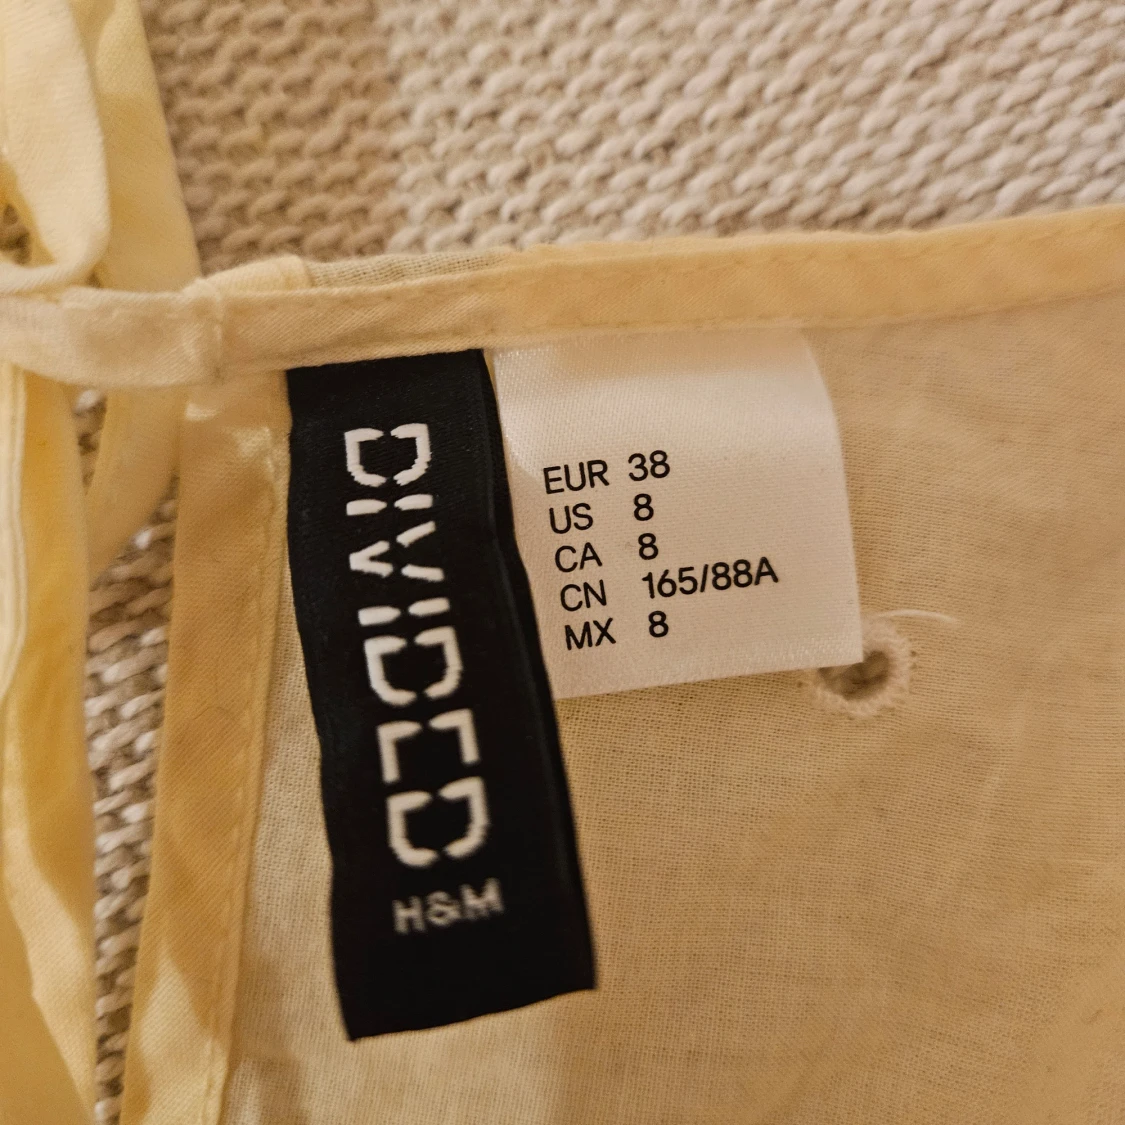 DIVIDED
H&M
EUR 38
US 8
CA 8
CN 165/88A
MX 8